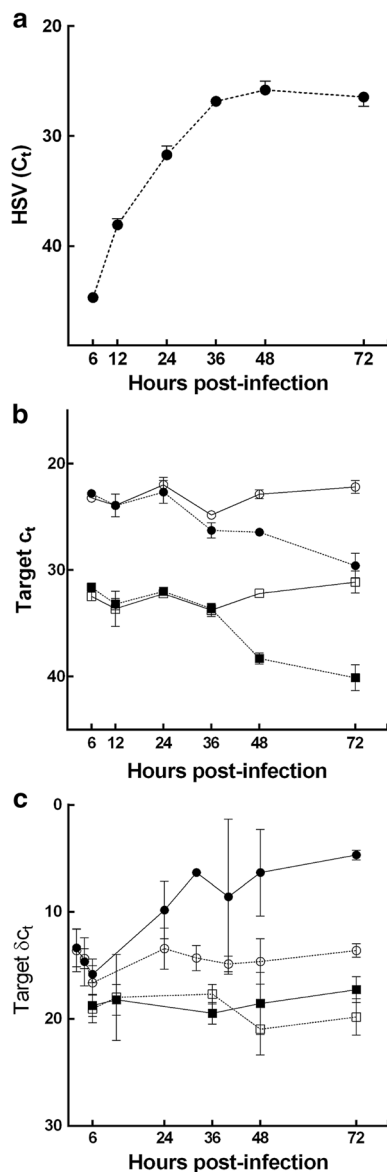 a
20
30
40
HSV (Ct)
6 12 24 36 48 72
Hours post-infection
b
20
30
40
Target ct
6 12 24 36 48 72
Hours post-infection
c
0
10
20
30
Target δct
6 24 36 48 72
Hours post-infection